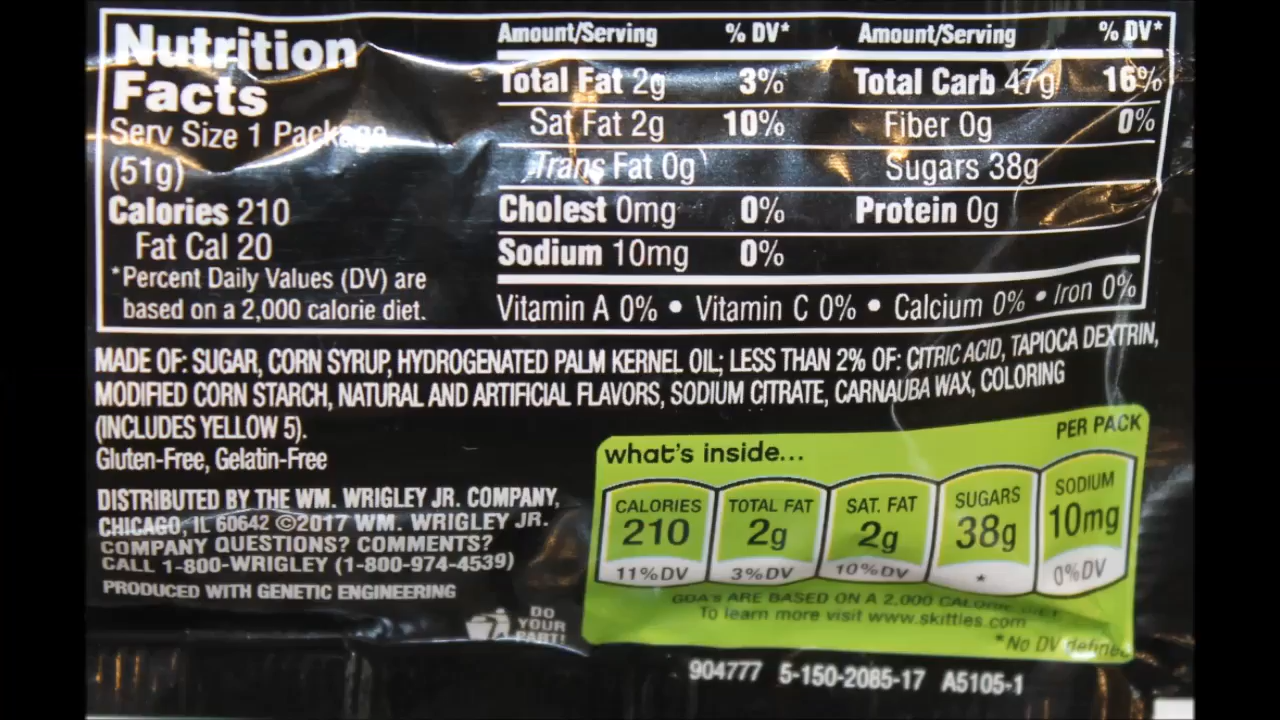 Nutrition
Facts
Serv Size 1 Package
(51g)
Calories 210
Fat Cal 20
*Percent Daily Values (DV) are
based on a 2,000 calorie diet.
Amount/Serving % DV* Amount/Serving % DV*
Total Fat 2g 3% Total Carb 47g 16%
Sat Fat 2g 10% Fiber 0g 0%
Trans Fat 0g Sugars 38g
Cholest 0mg 0% Protein 0g
Sodium 10mg 0%
Vitamin A 0% • Vitamin C 0% • Calcium 0% • Iron 0%
MADE OF: SUGAR, CORN SYRUP, HYDROGENATED PALM KERNEL OIL; LESS THAN 2% OF: CITRIC ACID, TAPIOCA DEXTRIN,
MODIFIED CORN STARCH, NATURAL AND ARTIFICIAL FLAVORS, SODIUM CITRATE, CARNAUBA WAX, COLORING
(INCLUDES YELLOW 5).
Gluten-Free, Gelatin-Free
DISTRIBUTED BY THE WM. WRIGLEY JR. COMPANY,
CHICAGO, IL 60642 ©2017 WM. WRIGLEY JR.
COMPANY QUESTIONS? COMMENTS?
CALL 1-800-WRIGLEY (1-800-974-4539)
PRODUCED WITH GENETIC ENGINEERING
DO
YOUR
PART!
what's inside... PER PACK
CALORIES TOTAL FAT SAT. FAT SUGARS SODIUM
210 2g 2g 38g 10mg
11%DV 3%DV 10%DV * 0%DV
GDA's ARE BASED ON A 2,000 CALORIE DIET
To learn more visit www.skittles.com
*No DV defined
904777 5-150-2085-17 A5105-1